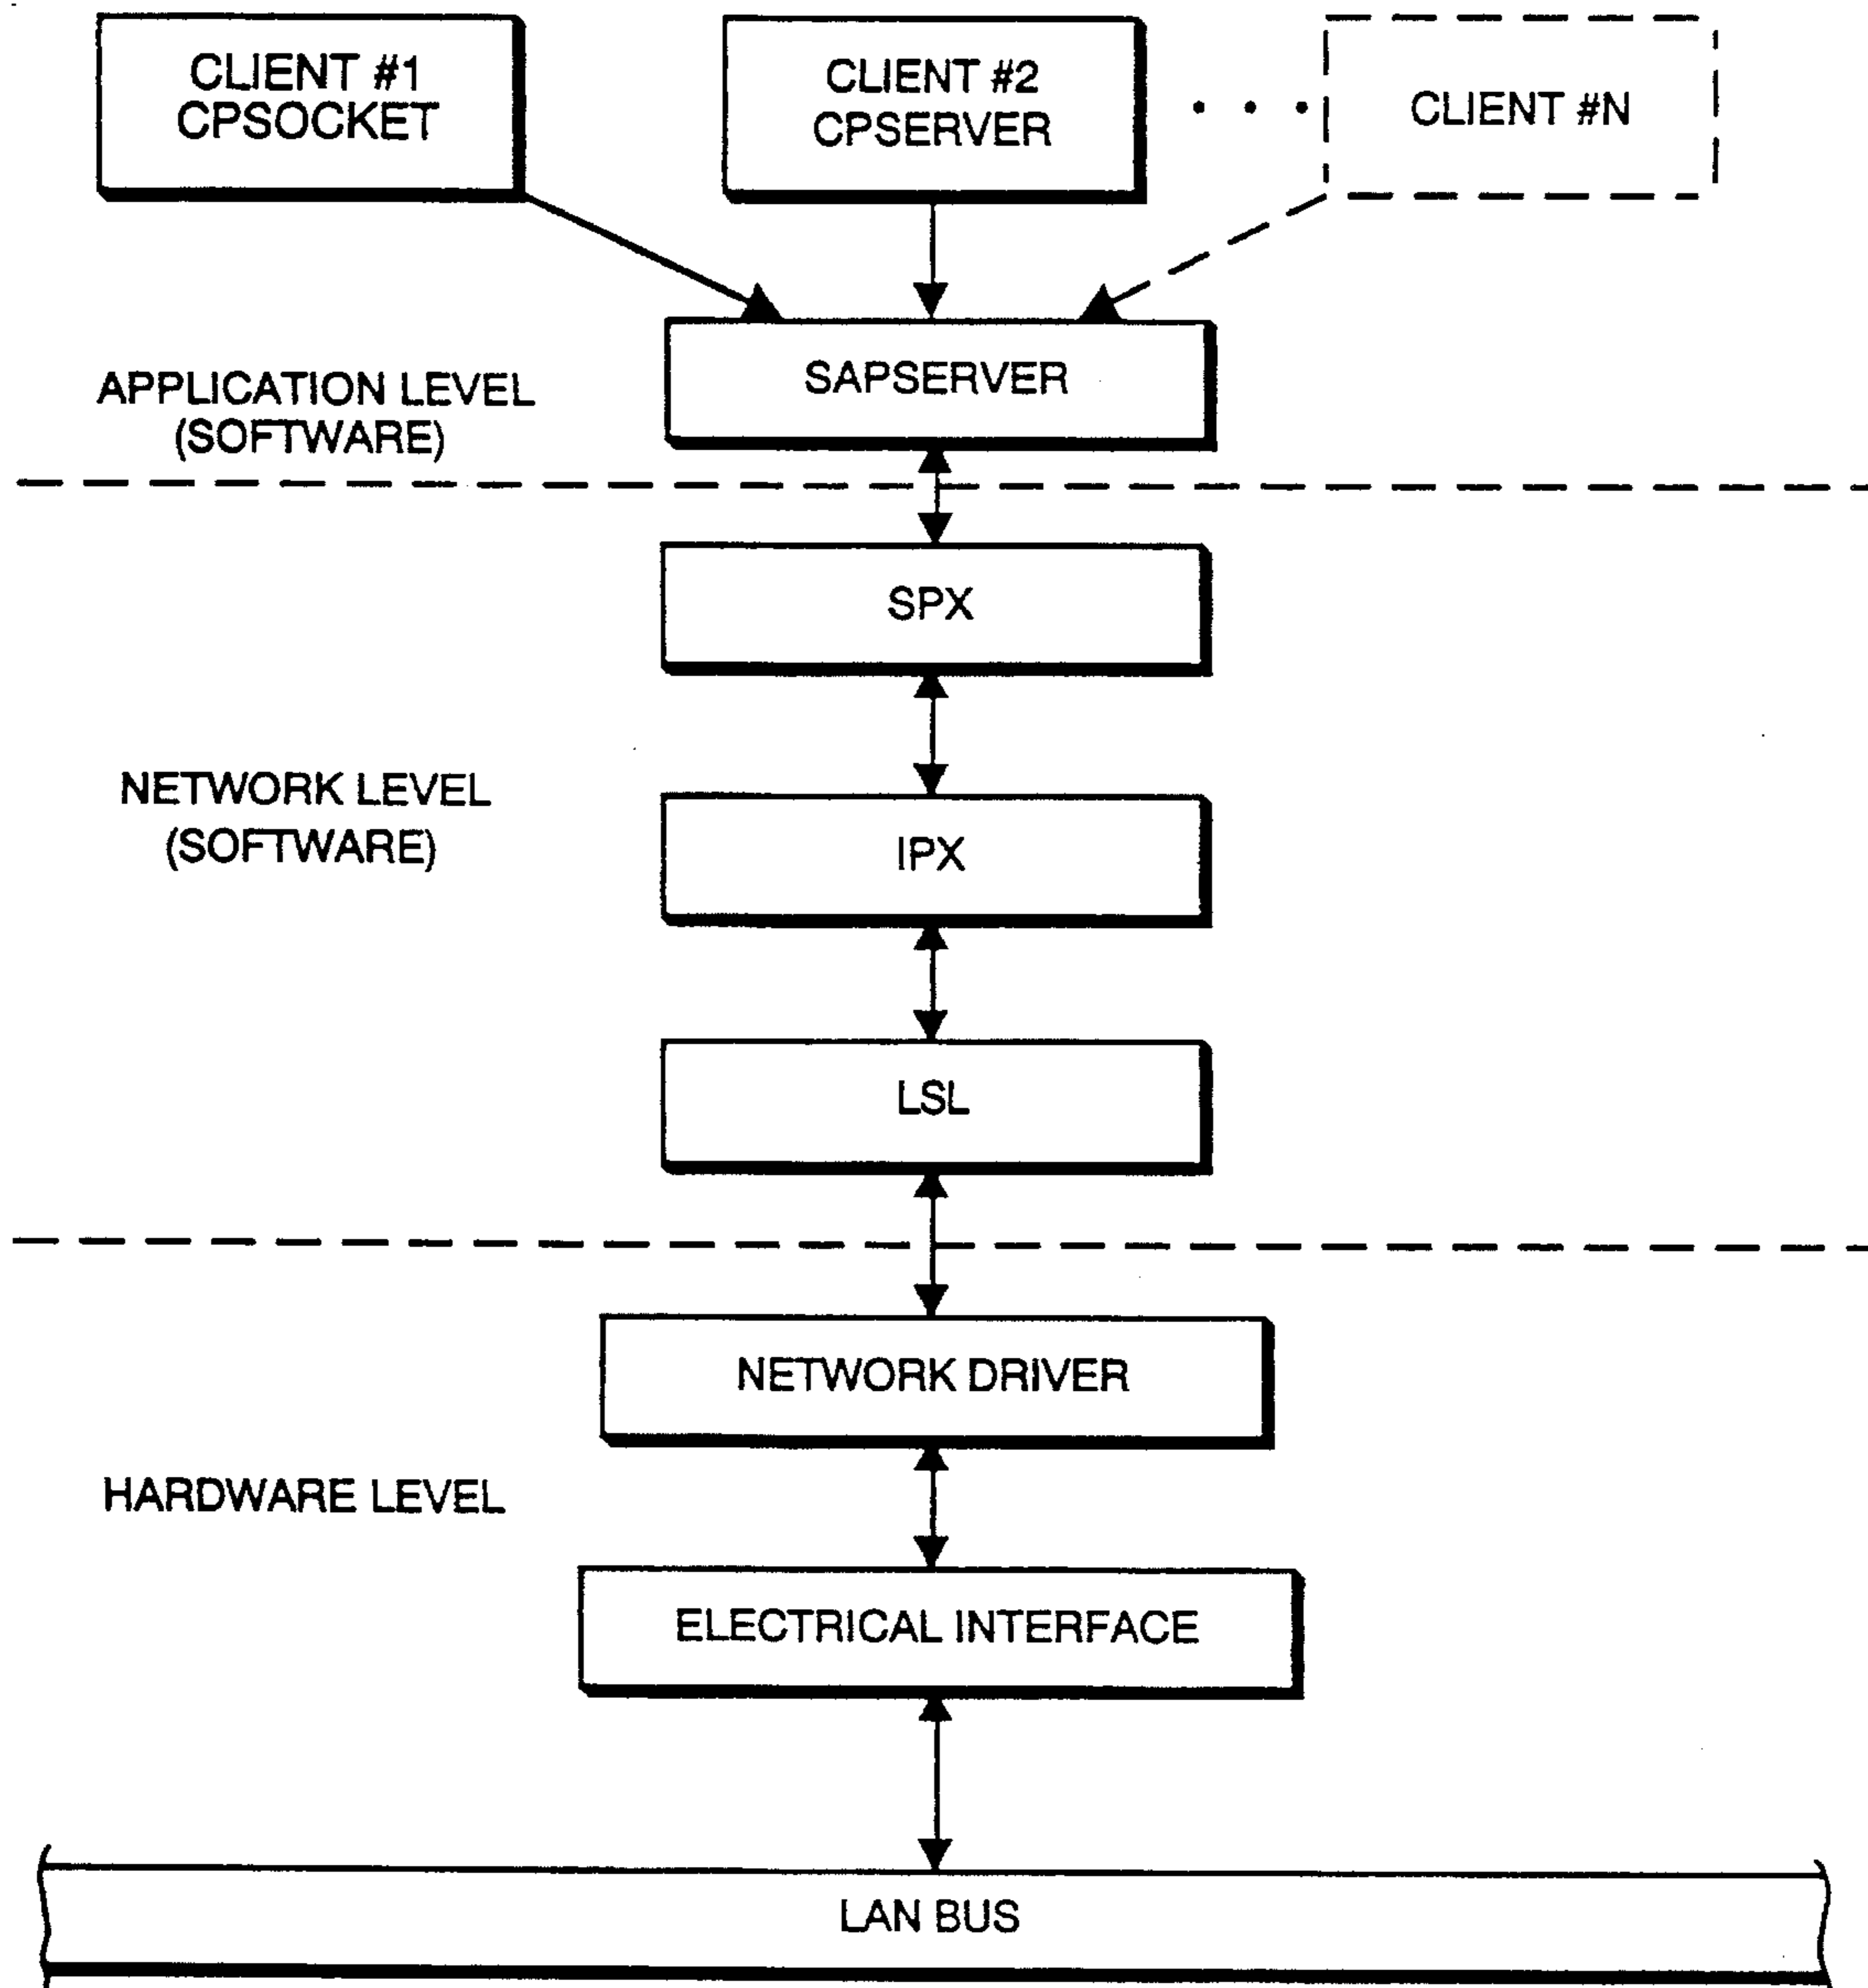 CLIENT #1
CPSOCKET
CLIENT #2
CPSERVER
CLIENT #N
SAPSERVER
APPLICATION LEVEL
(SOFTWARE)
SPX
NETWORK LEVEL
(SOFTWARE)
IPX
LSL
NETWORK DRIVER
HARDWARE LEVEL
ELECTRICAL INTERFACE
LAN BUS